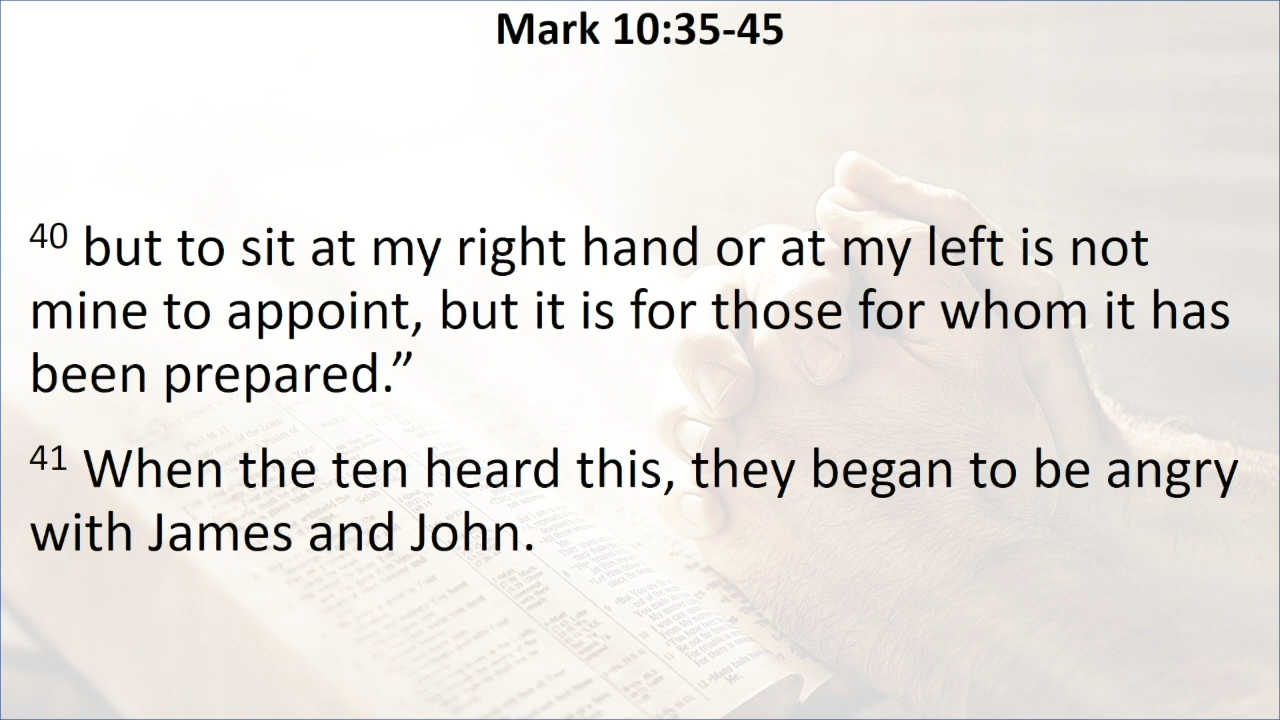 Mark 10:35-45
40 but to sit at my right hand or at my left is not
mine to appoint, but it is for those for whom it has
been prepared.”
41 When the ten heard this, they began to be angry
with James and John.